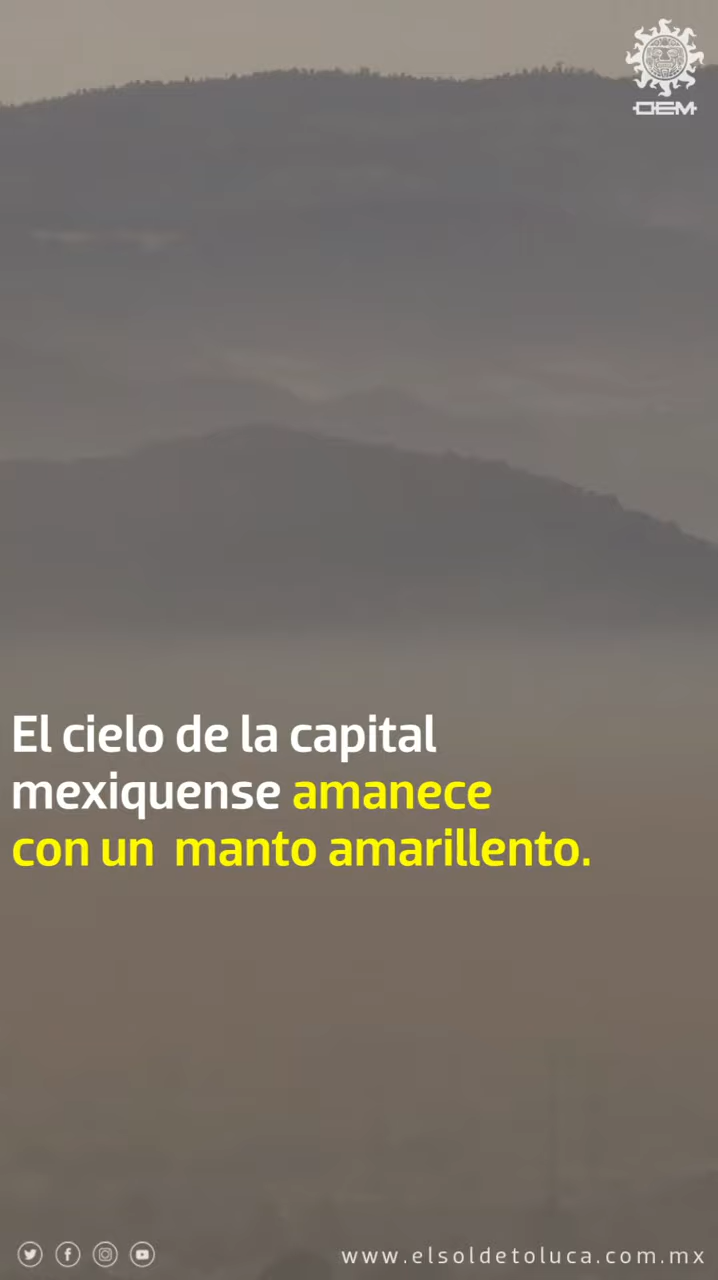 OEM
El cielo de la capital
mexiquense amanece
con un manto amarillento.
www.elsoldetoluca.com.mx